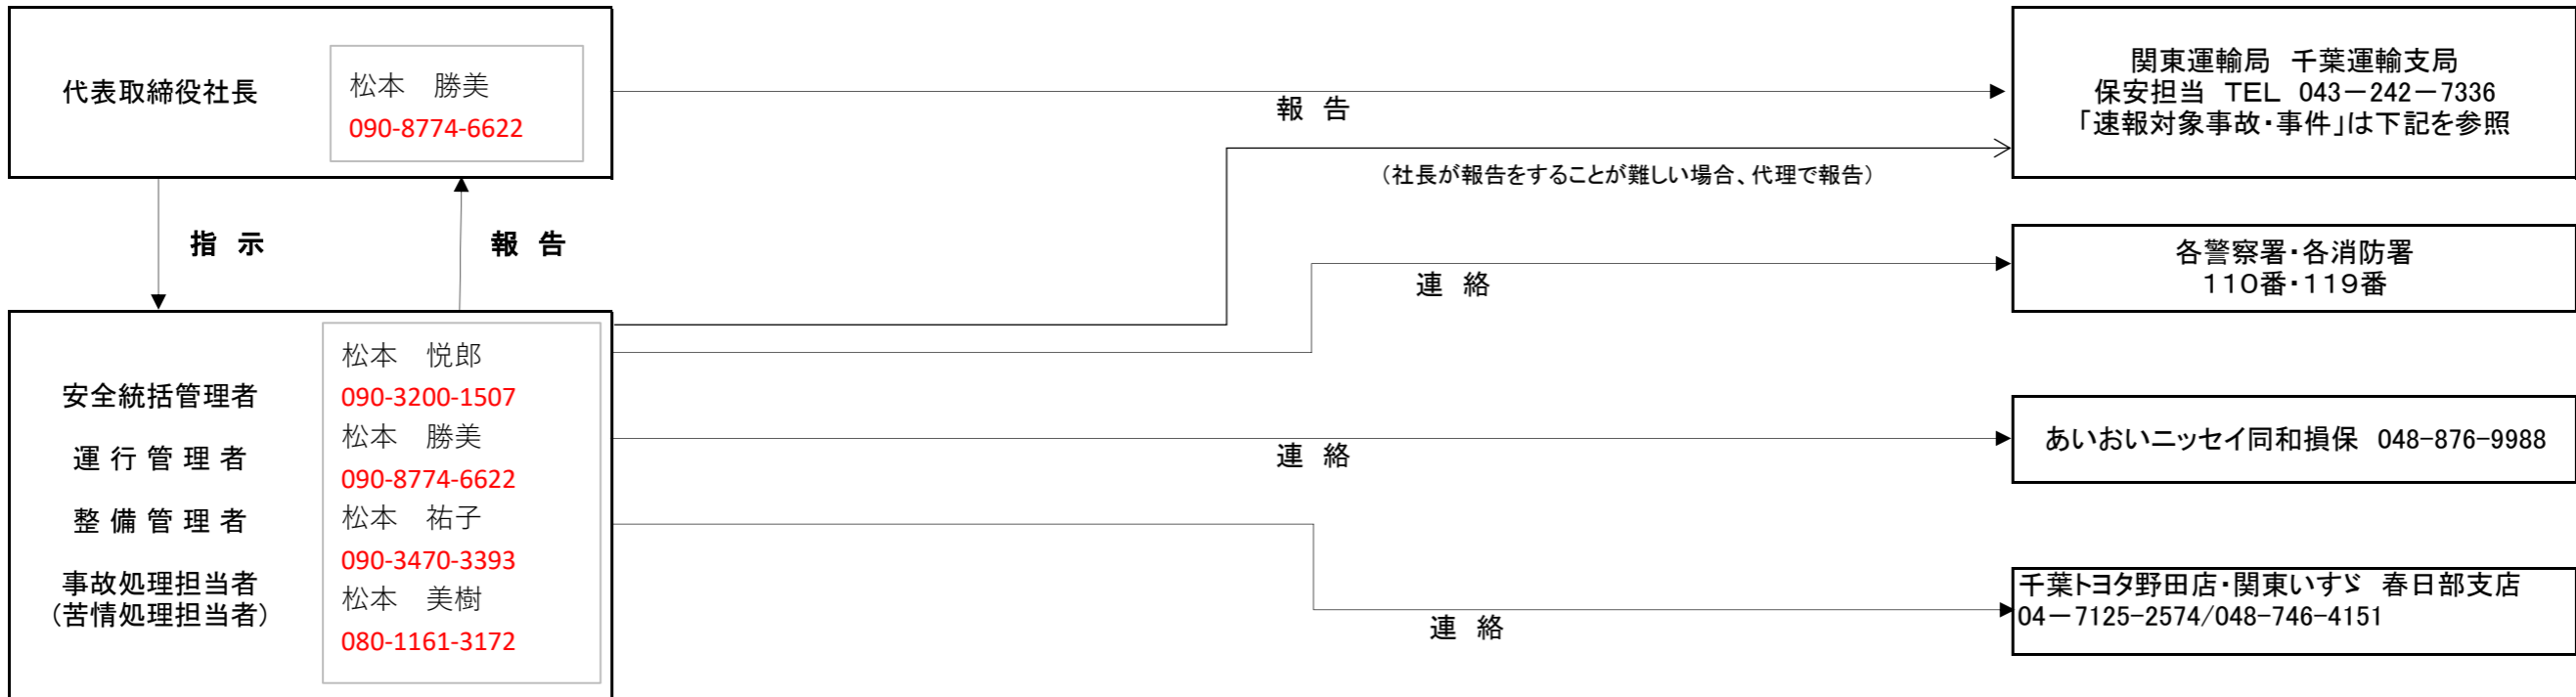 代表取締役社長
松本　勝美
090-8774-6622
報 告
関東運輸局　千葉運輸支局
保安担当　TEL　043－242－7336
「速報対象事故・事件」は下記を参照
（社長が報告をすることが難しい場合、代理で報告）
指 示
報 告
各警察署・各消防署
１１０番・１１９番
連 絡
安全統括管理者
運 行 管 理 者
整 備 管 理 者
事故処理担当者
（苦情処理担当者）
松本　悦郎
090-3200-1507
松本　勝美
090-8774-6622
松本　祐子
090-3470-3393
松本　美樹
080-1161-3172
連 絡
あいおいニッセイ同和損保　048-876-9988
連 絡
千葉トヨタ野田店・関東いすゞ　春日部支店
04－7125-2574/048-746-4151